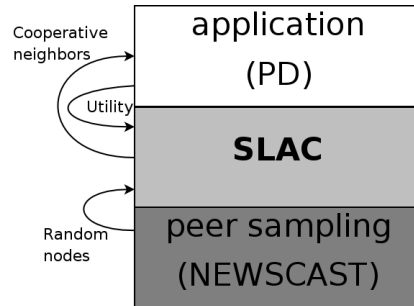 Cooperative
neighbors
application
(PD)
Utility
SLAC
Random
nodes
peer sampling
(NEWSCAST)